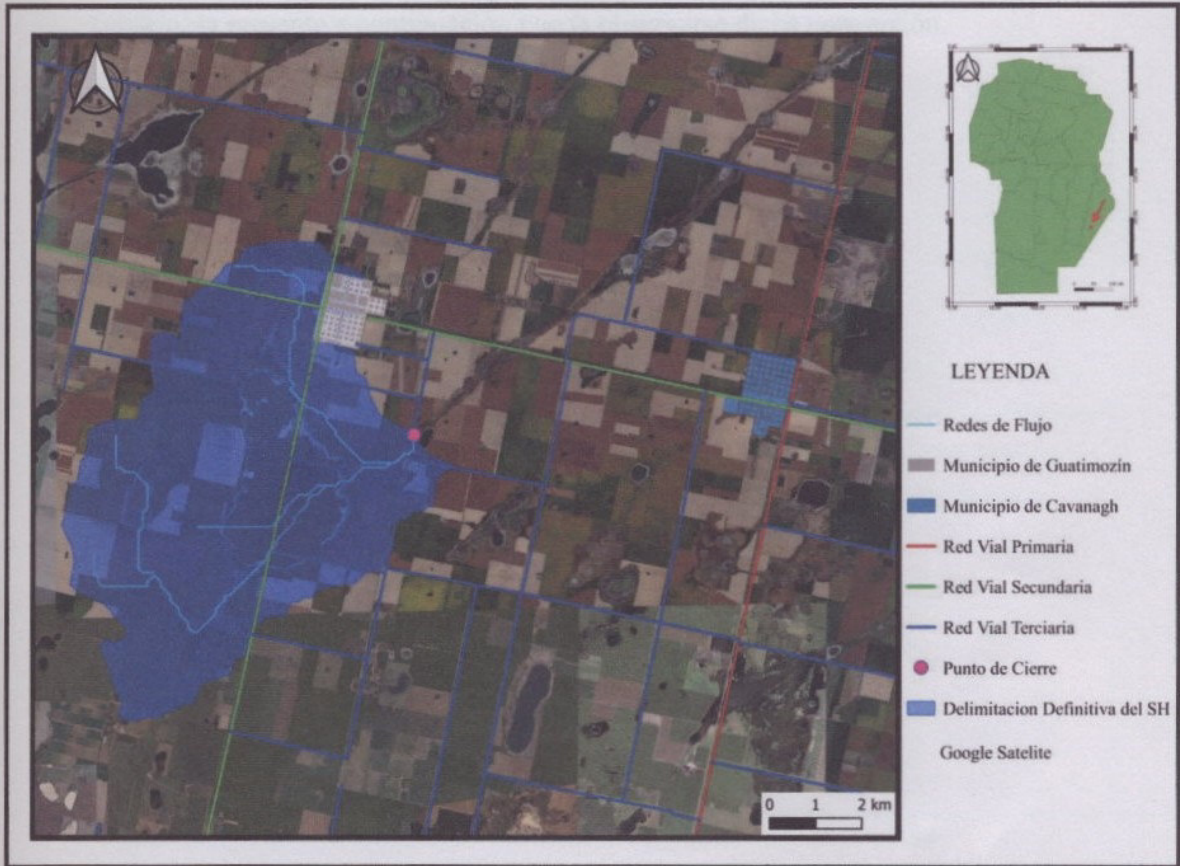 LEYENDA
Redes de Flujo
Municipio de Guatimozín
Municipio de Cavanagh
Red Vial Primaria
Red Vial Secundaria
Red Vial Terciaria
Punto de Cierre
Delimitacion Definitiva del SH
Google Satelite
0 1 2 km